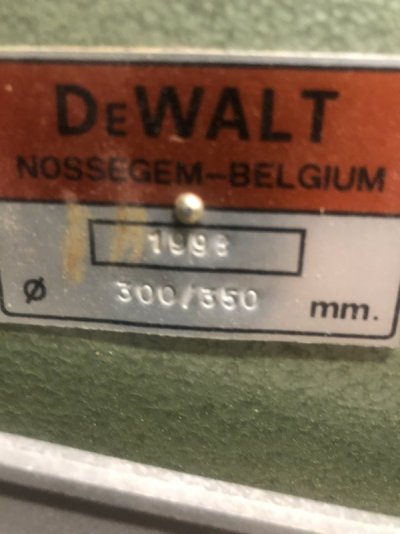 DEWALT
NOSSEGEM–BELGIUM
1998
Ø 300/350 mm.